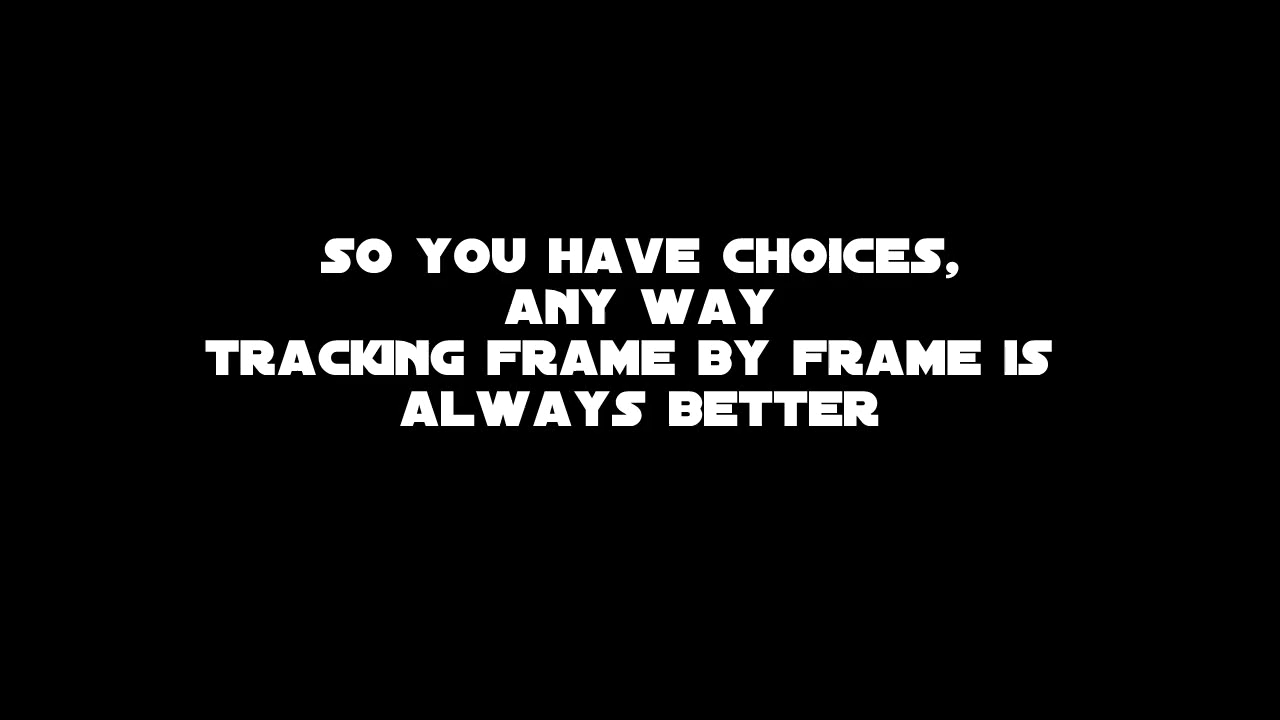 SO YOU HAVE CHOICES,
ANY WAY
TRACKING FRAME BY FRAME IS
ALWAYS BETTER